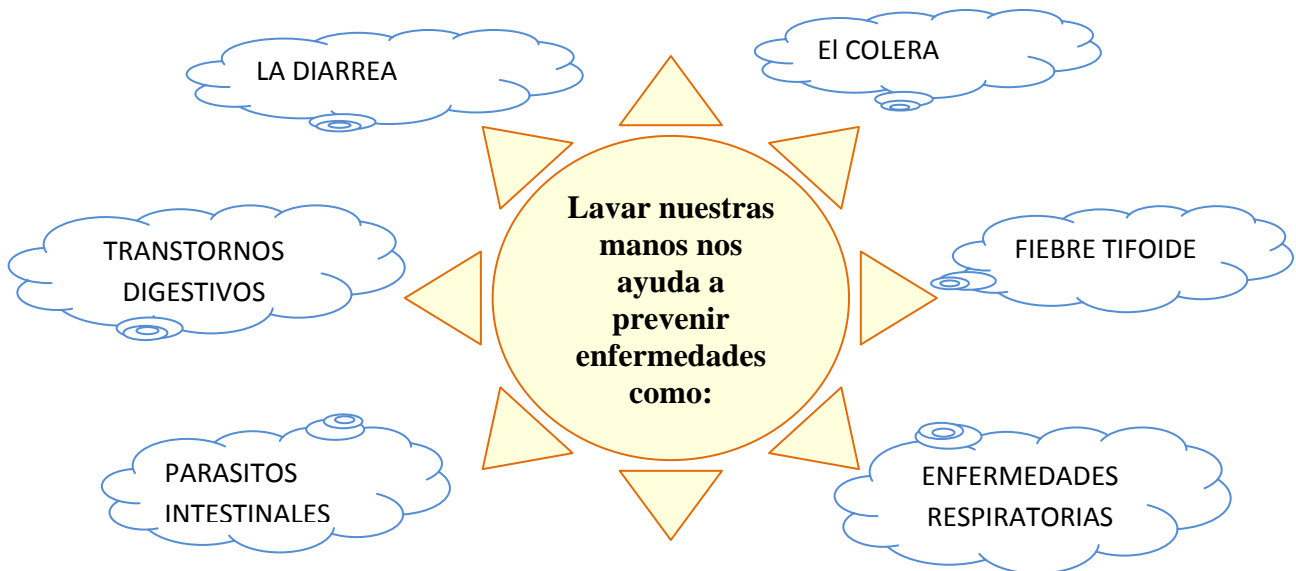 LA DIARREA
El COLERA
Lavar nuestras
manos nos
ayuda a
prevenir
enfermedades
como:
TRANSTORNOS
DIGESTIVOS
FIEBRE TIFOIDE
PARASITOS
INTESTINALES
ENFERMEDADES
RESPIRATORIAS